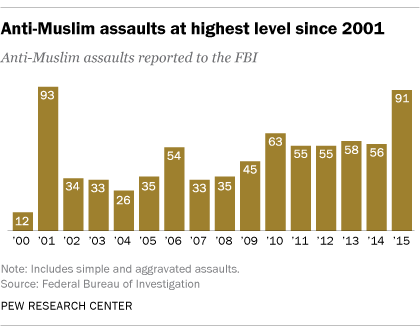 Anti-Muslim assaults at highest level since 2001
Anti-Muslim assaults reported to the FBI
12 93 34 33 26 35 54 33 35 45 63 55 55 58 56 91
'00 '01 '02 '03 '04 '05 '06 '07 '08 '09 '10 '11 '12 '13 '14 '15
Note: Includes simple and aggravated assaults.
Source: Federal Bureau of Investigation
PEW RESEARCH CENTER